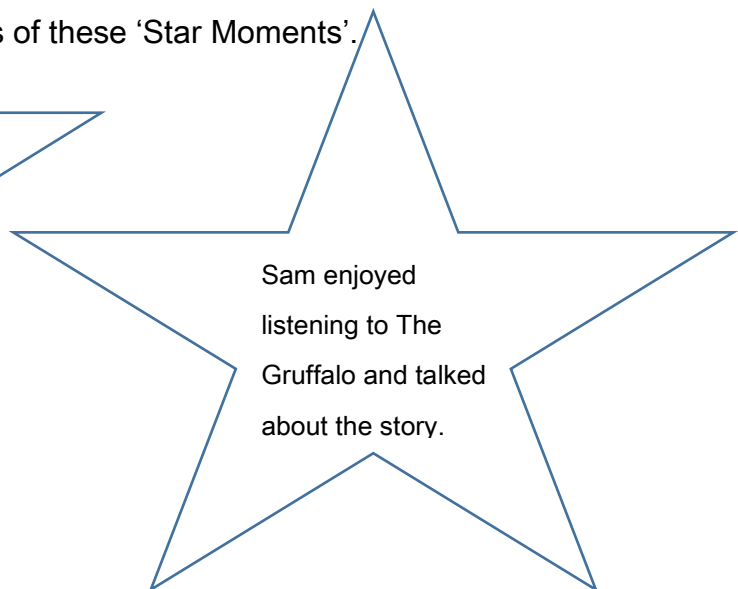 s of these ‘Star Moments’.
Sam enjoyed
listening to The
Gruffalo and talked
about the story.